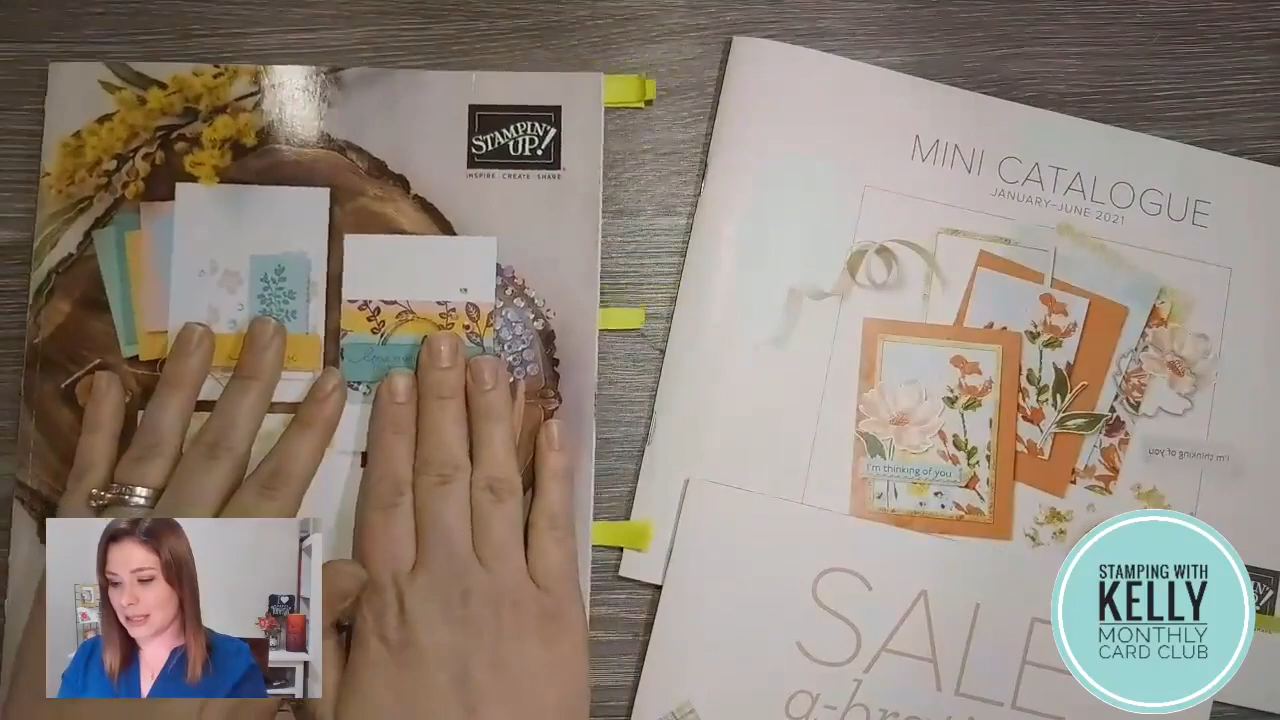 STAMPIN' UP!
INSPIRE CREATE SHARE
MINI CATALOGUE
JANUARY–JUNE 2021
I'm thinking of you
I'm thinking of you
SALE
a-bra
STAMPING WITH
KELLY
MONTHLY
CARD CLUB